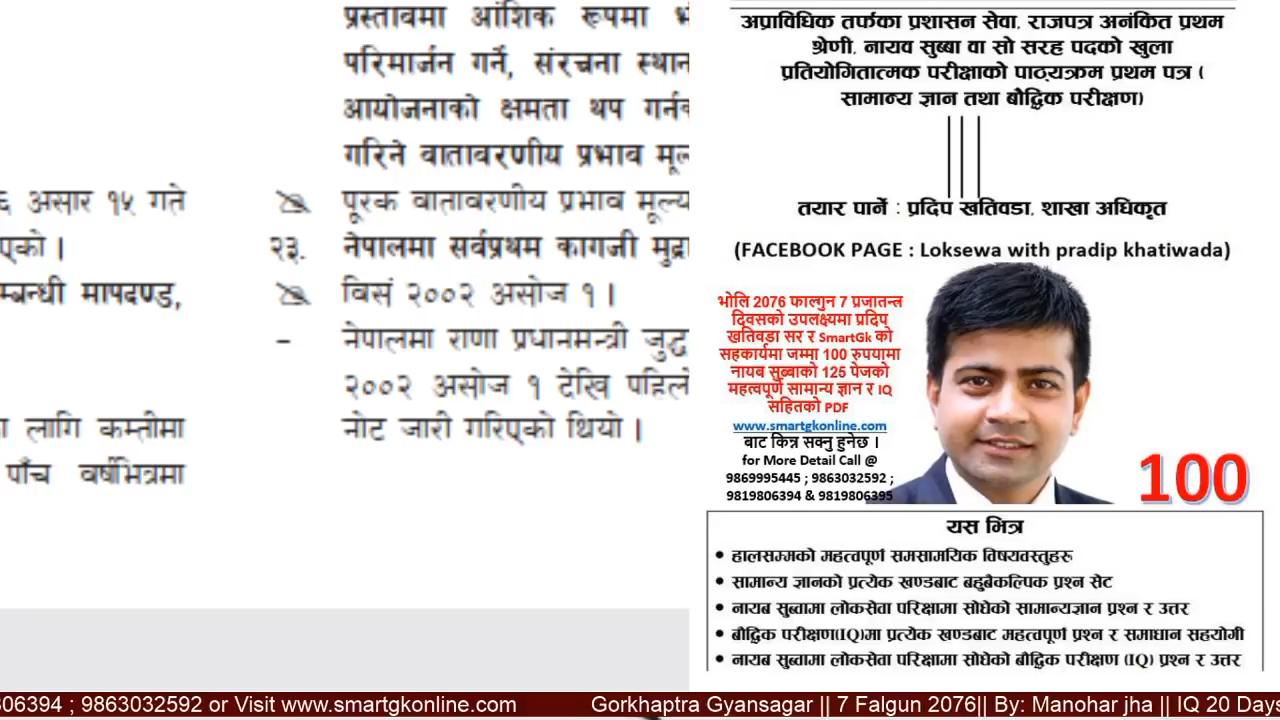 प्रस्तावमा आंशिक रूपमा
परिमार्जन गर्ने, संरचना स्थान
आयोजनाको क्षमता थप
गरिने वातावरणीय प्रभाव
असार १५ गते
पूरक वातावरणीय प्रभाव
एको ।
२३. नेपालमा सर्वप्रथम कागजी
म्बन्धी मापदण्ड,
विसं २००२ असोज १ ।
– नेपालमा राणा प्रधानमन्त्री जुद्ध
२००२ असोज १ देखि
लागि कम्तीमा
नोट जारी गरिएको थियो ।
पाँच वर्षभित्रमा
अप्राविधिक तर्फका प्रशासन सेवा, राजपत्र अनंकित प्रथम
श्रेणी, नायव सुब्बा वा सो सरह पदको खुला
प्रतियोगितात्मक परीक्षाको पाठ्यक्रम प्रथम पत्र (
सामान्य ज्ञान तथा बौद्धिक परीक्षण)
तयार पार्ने : प्रदिप खतिवडा, शाखा अधिकृत
(FACEBOOK PAGE : Loksewa with pradip khatiwada)
भोलि 2076 फाल्गुन 7 प्रजातन्त्र
दिवसको उपलक्ष्यमा प्रदिप
खतिवडा सर र SmartGk को
सहकार्यमा जम्मा 100 रुपयामा
नायब सुब्बाको 125 पेजको
महत्वपूर्ण सामान्य ज्ञान र IQ
सहितको PDF
www.smartgkonline.com
बाट किन्न सक्नु हुनेछ ।
for More Detail Call @
9869995445 ; 9863032592 ;
9819806394 & 9819806395
100
यस भित्र
• हालसम्मको महत्वपूर्ण समसामयिक विषयवस्तुहरू
• सामान्य ज्ञानको प्रत्येक खण्डबाट बहुबैकल्पिक प्रश्न सेट
• नायब सुब्वामा लोकसेवा परिक्षामा सोधेको सामान्यज्ञान प्रश्न र उत्तर
• बौद्धिक परीक्षण(IQ)मा प्रत्येक खण्डबाट महत्वपूर्ण प्रश्न र समाधान सहयोगी
• नायब सुब्वामा लोकसेवा परिक्षामा सोधेको बौद्धिक परीक्षण (IQ) प्रश्न र उत्तर
06394 ; 9863032592 or Visit www.smartgkonline.com Gorkhaptra Gyansagar || 7 Falgun 2076|| By: Manohar jha || IQ 20 Days